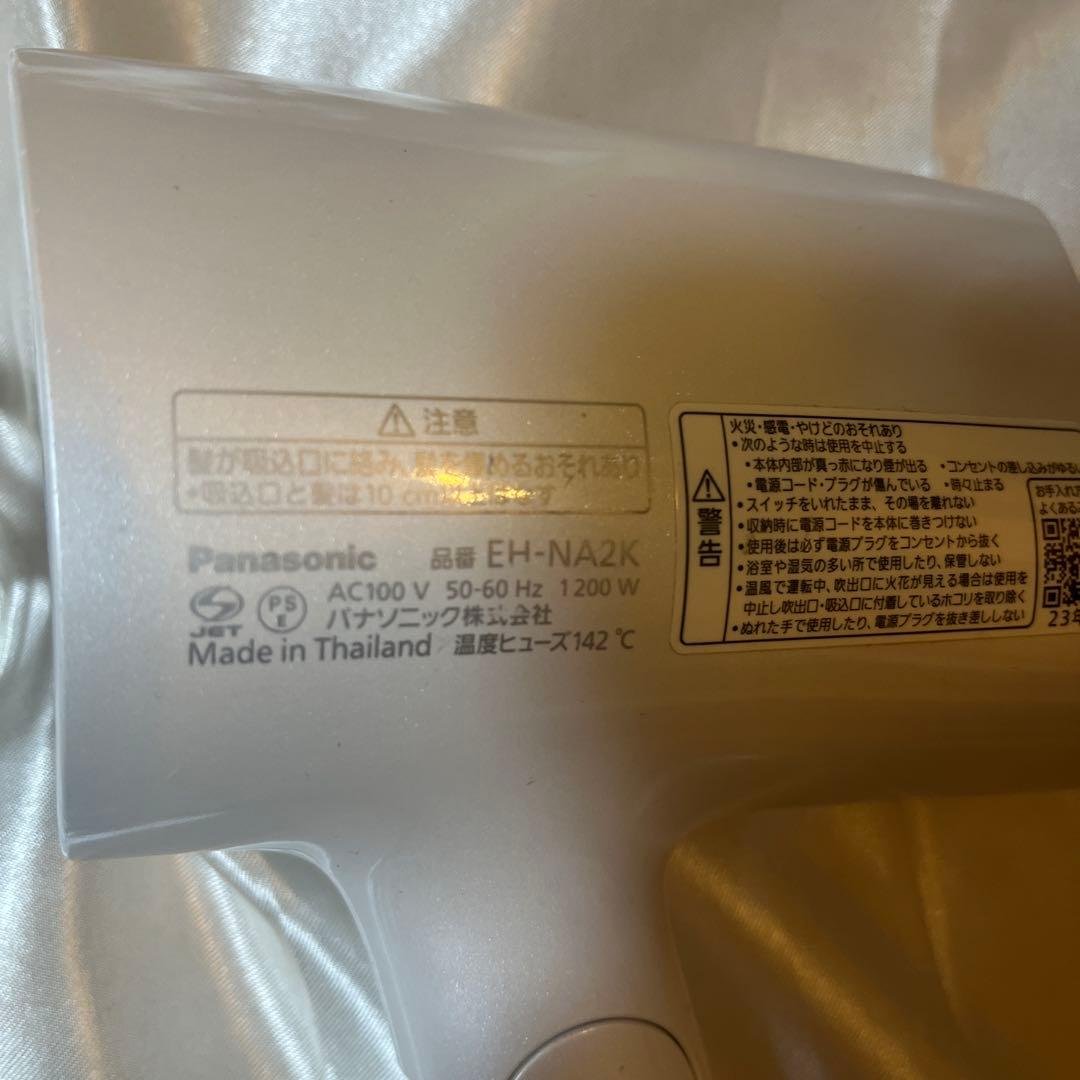 注意
髪が吸込口に絡み、髪を傷めるおそれあり
・吸込口と髪は10 cm以上はなす
Panasonic 品番 EH-NA2K
AC100 V 50-60 Hz 1200 W
JET PS E パナソニック株式会社
Made in Thailand 温度ヒューズ142 ℃
警告
火災・感電・やけどのおそれあり
・次のような時は使用を中止する
・本体内部が真っ赤になり煙が出る ・コンセントの差し込みがゆるい
・電源コード・プラグが傷んでいる ・時々止まる
・スイッチをいれたまま、その場を離れない
・収納時に電源コードを本体に巻きつけない
・使用後は必ず電源プラグをコンセントから抜く
・浴室や湿気の多い所で使用したり、保管しない
・温風で運転中、吹出口に火花が見える場合は使用を
中止し吹出口・吸込口に付着しているホコリを取り除く
・ぬれた手で使用したり、電源プラグを抜き差ししない
お手入れ
よくある
23年